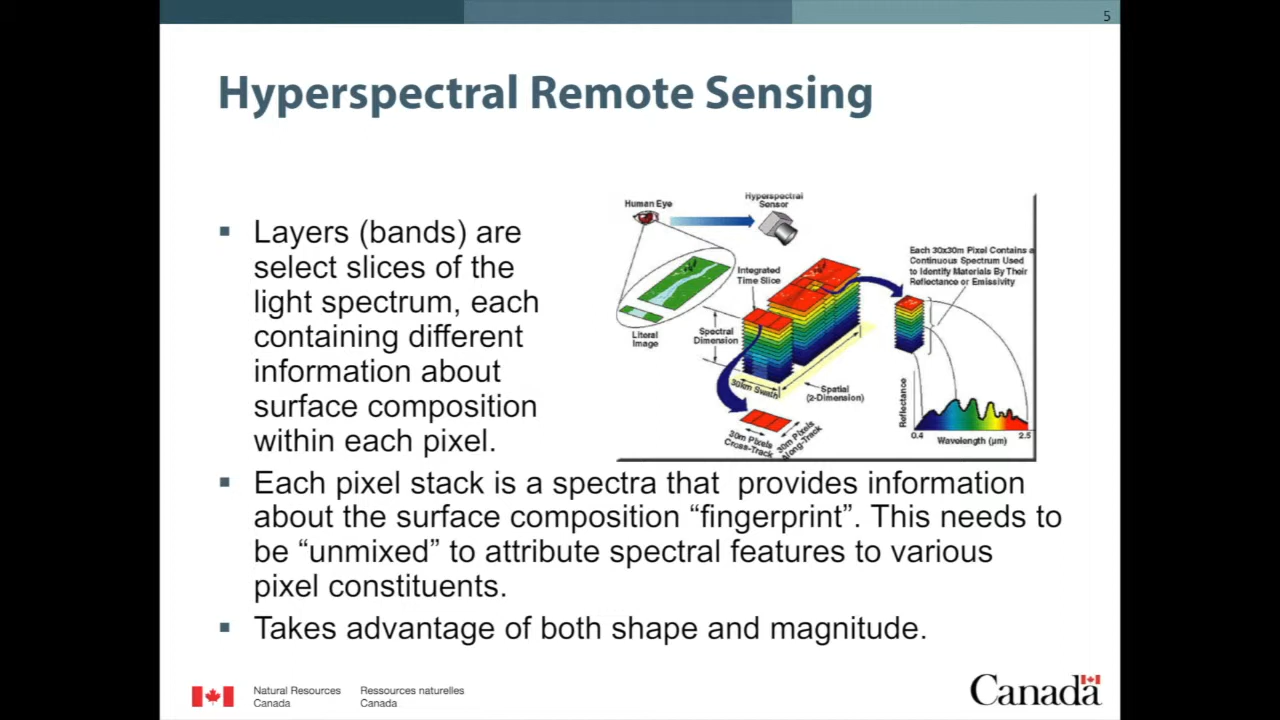 5
Hyperspectral Remote Sensing
▪ Layers (bands) are
select slices of the
light spectrum, each
containing different
information about
surface composition
within each pixel.
Human Eye
Hyperspectral
Sensor
Literal
Image
Integrated
Time Slice
Spectral
Dimension
30km Swath
Spatial
(2-Dimension)
30m Pixels
Cross-Track
30m Pixels
Along-Track
Each 30x30m Pixel Contains a
Continuous Spectrum Used
to Identify Materials By Their
Reflectance or Emissivity
Reflectance
0.4
Wavelength (µm)
2.5
▪ Each pixel stack is a spectra that provides information
about the surface composition “fingerprint”. This needs to
be “unmixed” to attribute spectral features to various
pixel constituents.
▪ Takes advantage of both shape and magnitude.
Natural Resources
Canada
Ressources naturelles
Canada
Canada